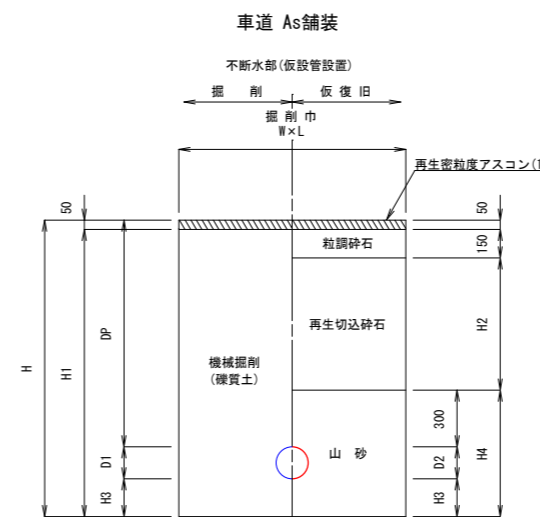 車道 As舗装
不断水部(仮設管設置)
掘 削
仮 復 旧
掘 削 巾
W×L
再生密粒度アスコン(1
50
50
粒調砕石
150
DP
再生切込砕石
H2
H
H1
機械掘削
(礫質土)
300
山 砂
H4
D1
D2
H3
H3